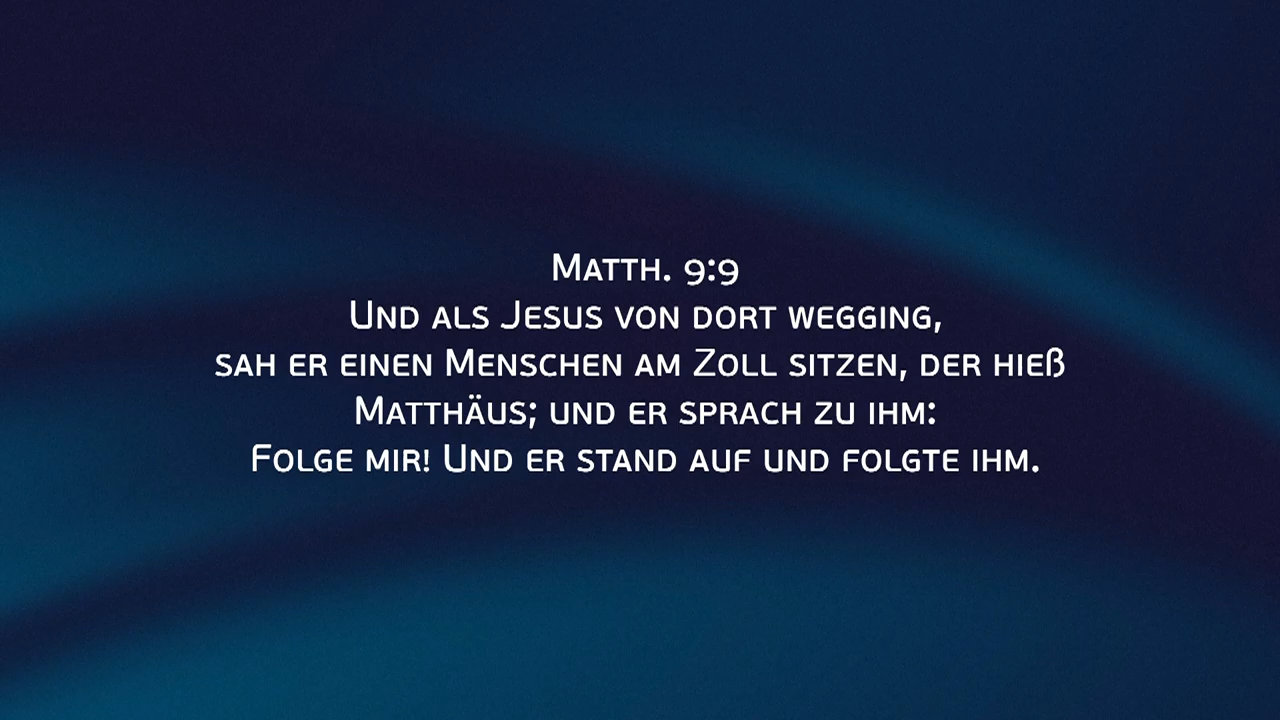 Matth. 9:9
Und als Jesus von dort wegging,
sah er einen Menschen am Zoll sitzen, der hieß
Matthäus; und er sprach zu ihm:
Folge mir! Und er stand auf und folgte ihm.